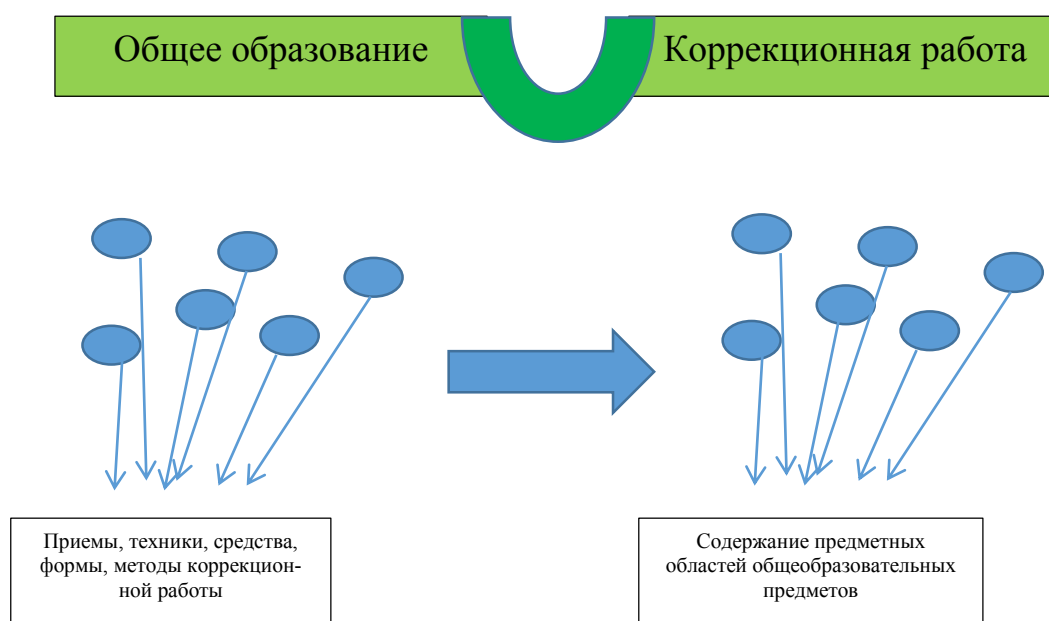 Общее образование
Коррекционная работа
Приемы, техники, средства,
формы, методы коррекцион-
ной работы
Содержание предметных
областей общеобразовательных
предметов